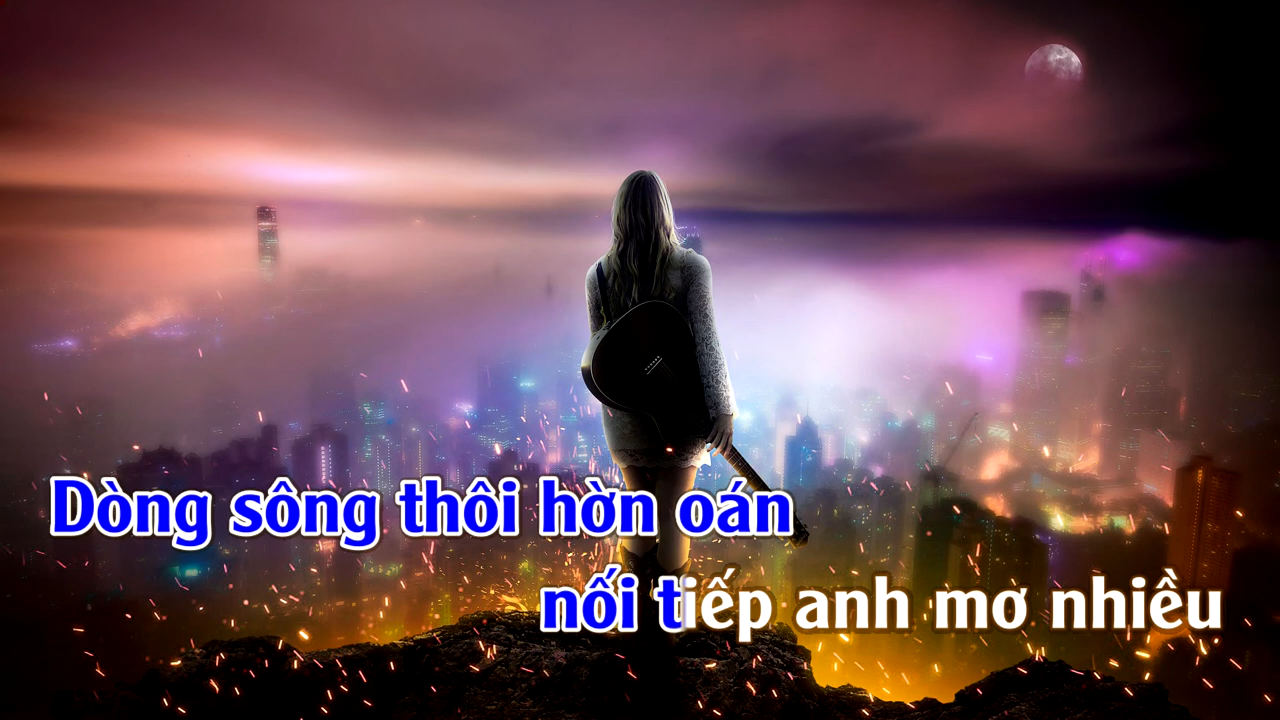 Dòng sông thôi hờn oán
nối tiếp anh mơ nhiều